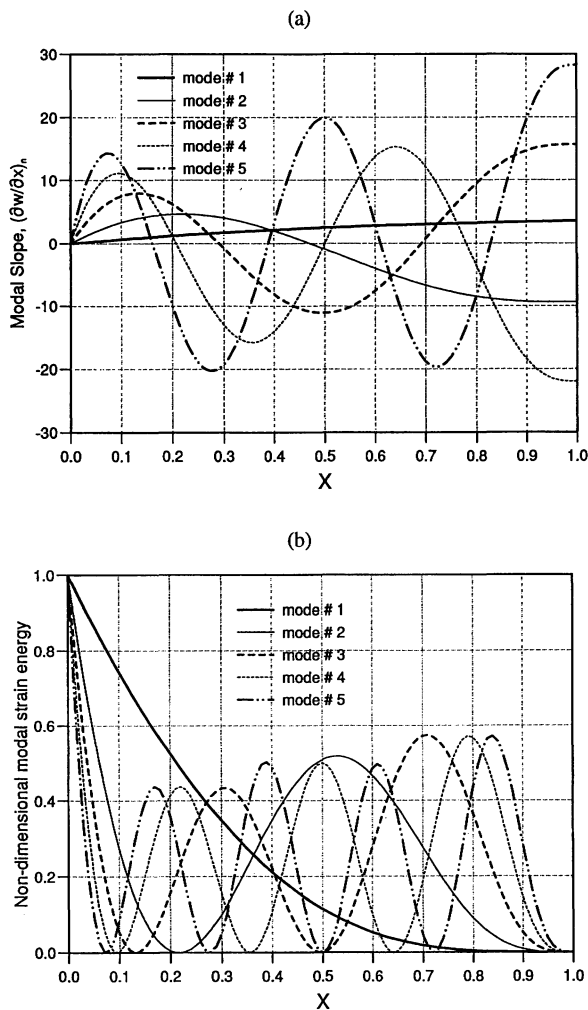 (a)
30
20
10
0
-10
-20
-30
Modal Slope, (∂w/∂x)n
mode # 1
mode # 2
mode # 3
mode # 4
mode # 5
0.0 0.1 0.2 0.3 0.4 0.5 0.6 0.7 0.8 0.9 1.0
X
(b)
1.0
0.8
0.6
0.4
0.2
0.0
Non-dimensional modal strain energy
mode # 1
mode # 2
mode # 3
mode # 4
mode # 5
0.0 0.1 0.2 0.3 0.4 0.5 0.6 0.7 0.8 0.9 1.0
X